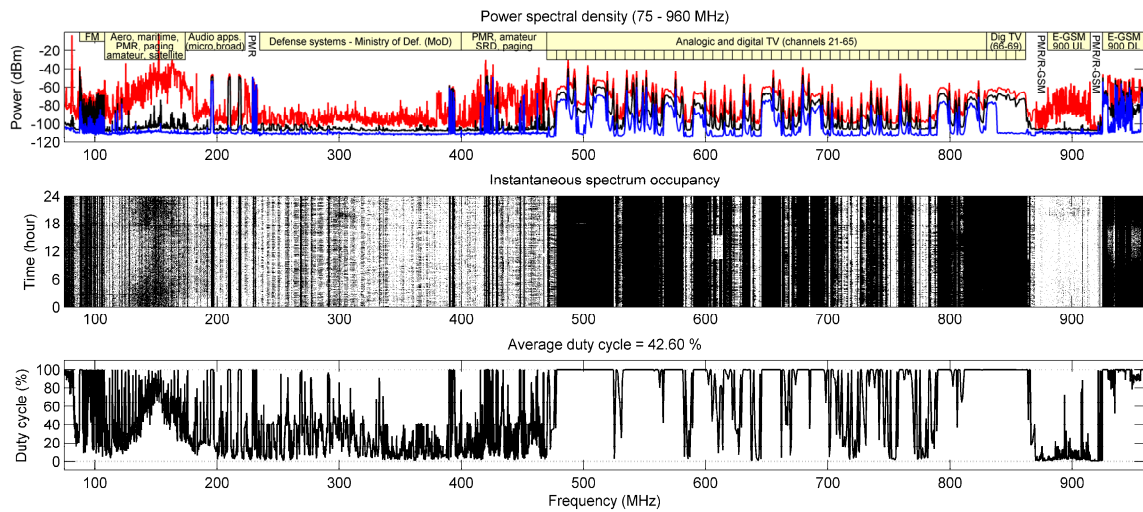 Power spectral density (75 - 960 MHz)
Power (dBm)
-20
-40
-60
-80
-100
-120
FM
Aero, maritime,
PMR, paging
amateur, satellite
Audio apps.
(micro,broad)
PMR
Defense systems - Ministry of Def. (MoD)
PMR, amateur
SRD, paging
Analogic and digital TV (channels 21-65)
Dig TV
(66-69)
PMR/R-GSM
E-GSM
900 UL
PMR/R-GSM
E-GSM
900 DL
100 200 300 400 500 600 700 800 900
Instantaneous spectrum occupancy
Time (hour)
24
18
12
6
0
100 200 300 400 500 600 700 800 900
Average duty cycle = 42.60 %
Duty cycle (%)
100
80
60
40
20
0
100 200 300 400 500 600 700 800 900
Frequency (MHz)